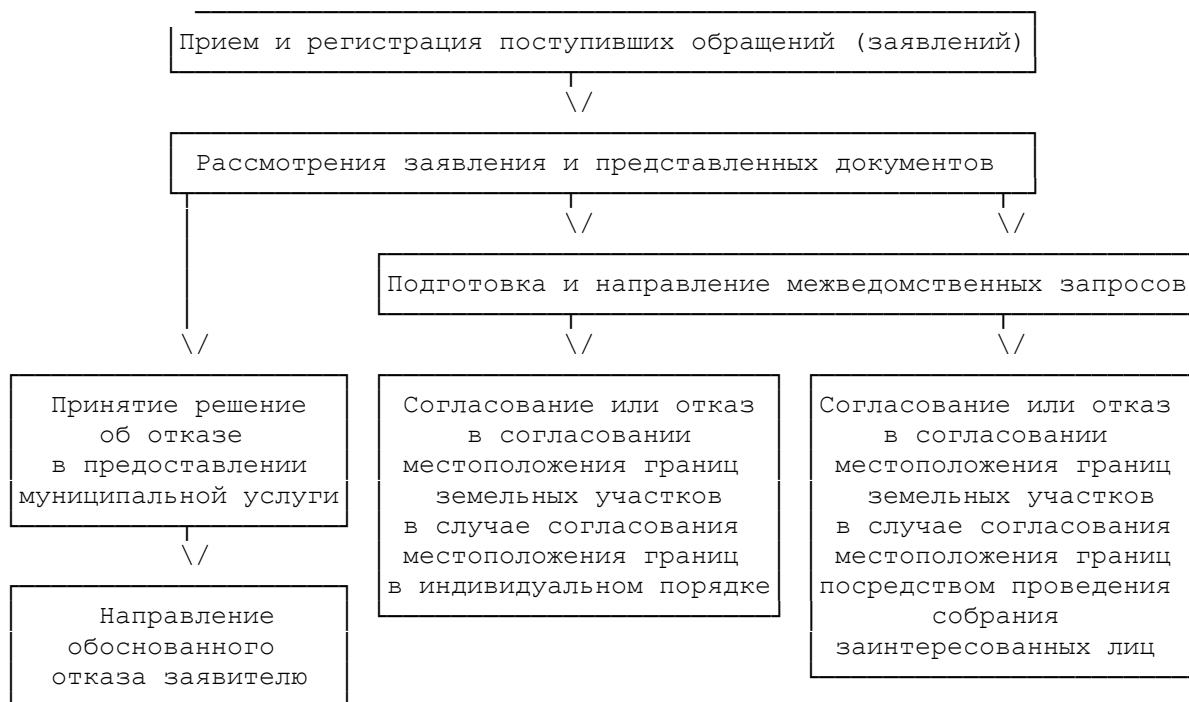 Прием и регистрация поступивших обращений (заявлений)
\/
Рассмотрения заявления и представленных документов
\/ \/
Подготовка и направление межведомственных запросов
\/ \/ \/
Принятие решение
об отказе
в предоставлении
муниципальной услуги
\/
Направление
обоснованного
отказа заявителю
Согласование или отказ
в согласовании
местоположения границ
земельных участков
в случае согласования
местоположения границ
в индивидуальном порядке
Согласование или отказ
в согласовании
местоположения границ
земельных участков
в случае согласования
местоположения границ
посредством проведения
собрания
заинтересованных лиц